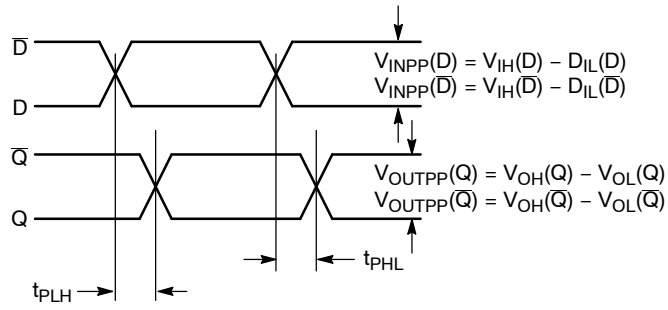 D̅
V_INPP(D) = V_IH(D) – D_IL(D)
V_INPP(D̅) = V_IH(D̅) – D_IL(D̅)
D
Q̅
V_OUTPP(Q) = V_OH(Q) – V_OL(Q)
V_OUTPP(Q̅) = V_OH(Q̅) – V_OL(Q̅)
Q
t_PHL
t_PLH